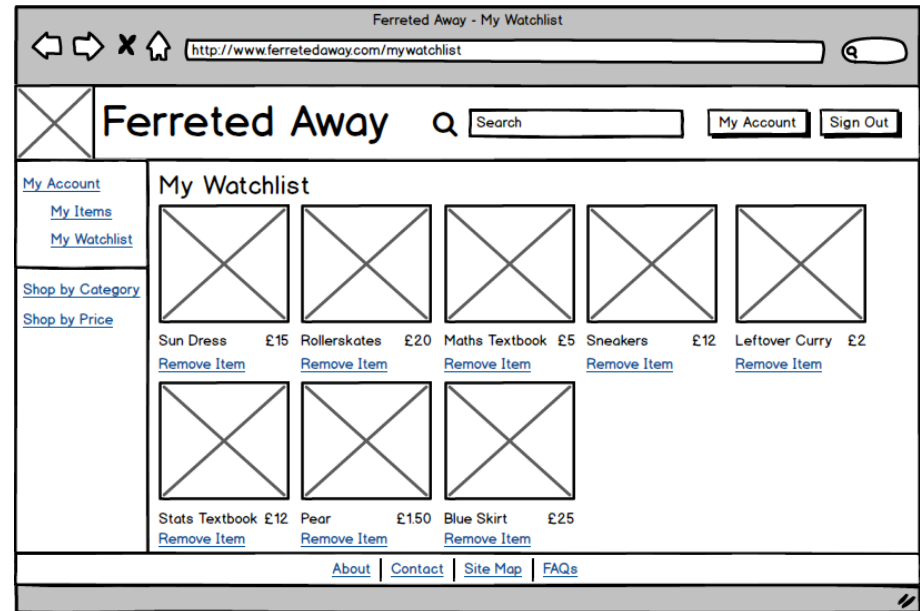 Ferreted Away - My Watchlist
http://www.ferretedaway.com/mywatchlist
Ferreted Away
Search
My Account
Sign Out
My Account
My Items
My Watchlist
Shop by Category
Shop by Price
My Watchlist
Sun Dress £15 Rollerskates £20 Maths Textbook £5 Sneakers £12 Leftover Curry £2
Remove Item Remove Item Remove Item Remove Item Remove Item
Stats Textbook £12 Pear £1.50 Blue Skirt £25
Remove Item Remove Item Remove Item
About Contact Site Map FAQs